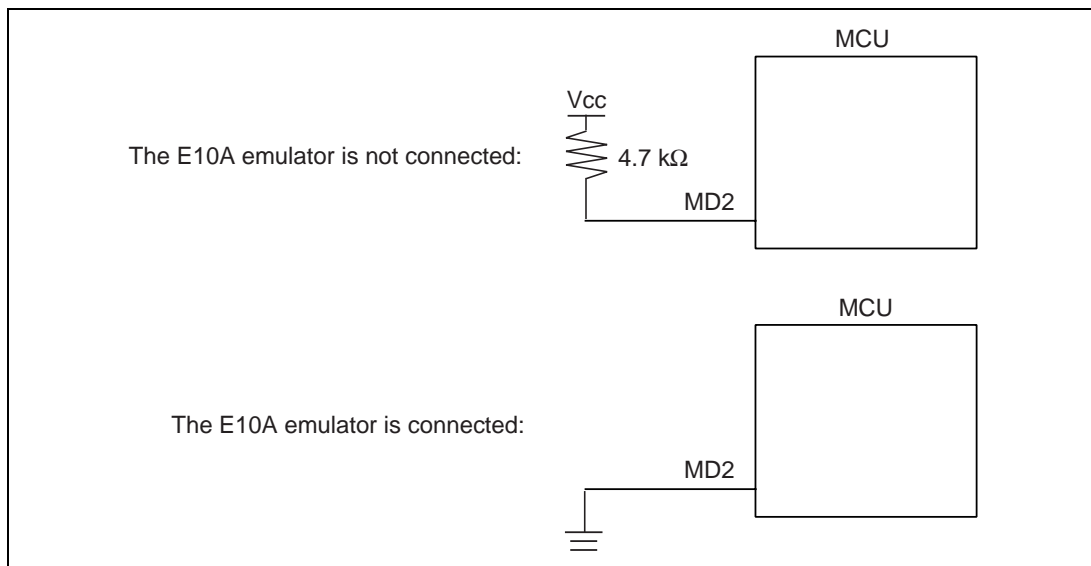 MCU
Vcc
The E10A emulator is not connected:
4.7 kΩ
MD2
MCU
The E10A emulator is connected:
MD2